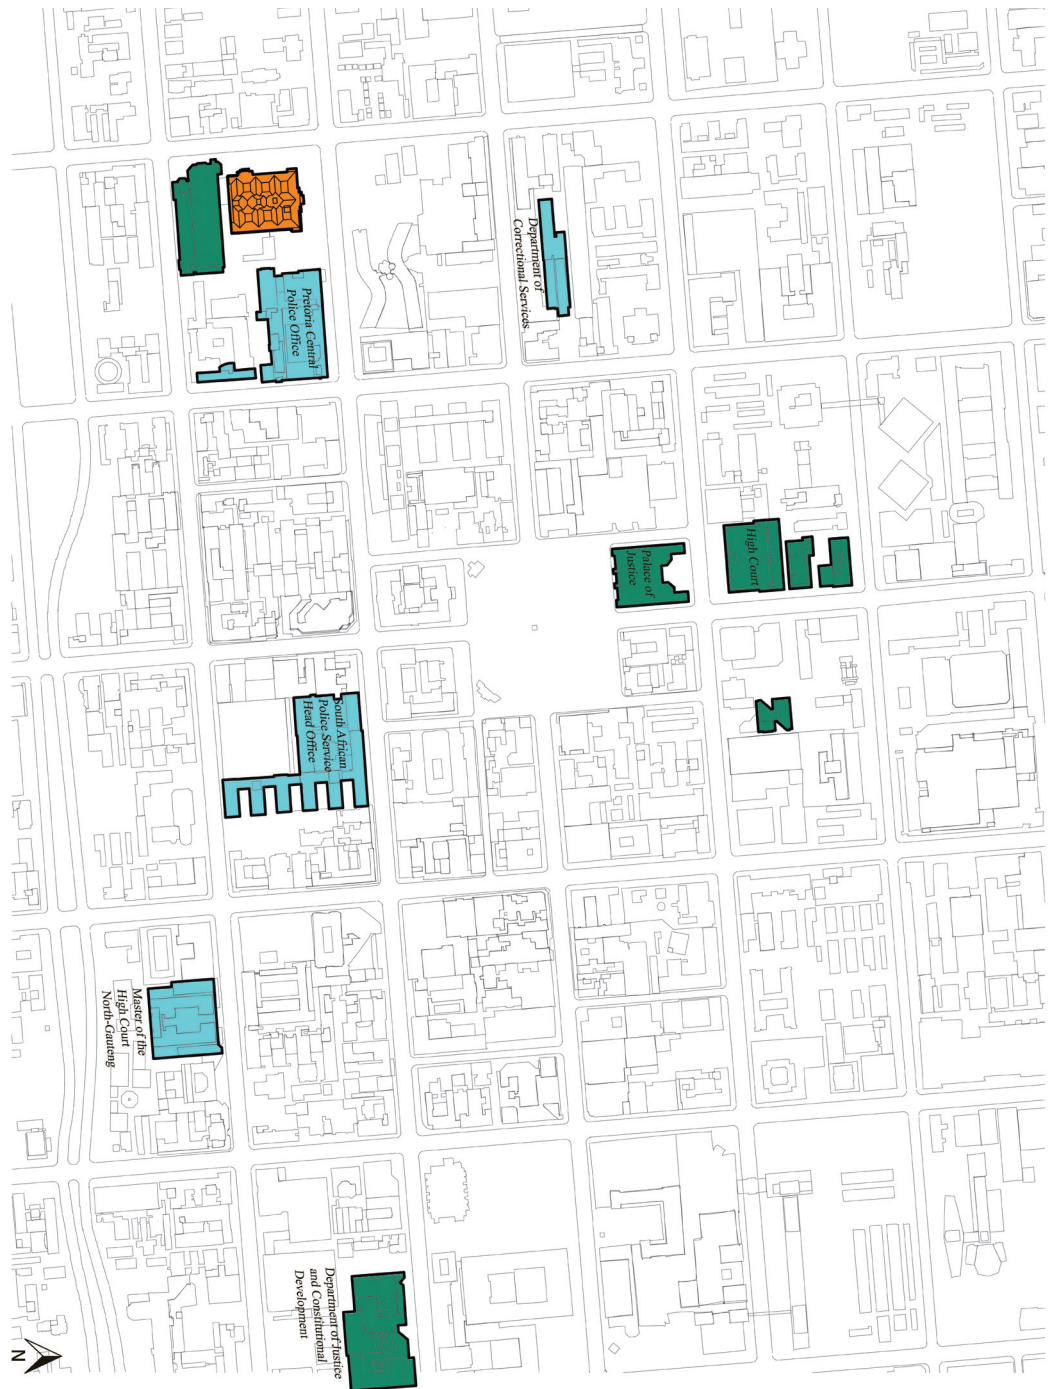 Department of
Correctional Services
Pretoria Central
Police Office
High Court
Palace of
Justice
South African
Police Service
Head Office
Master of the
High Court
North-Gauteng
Department of Justice
and Constitutional
Development
N